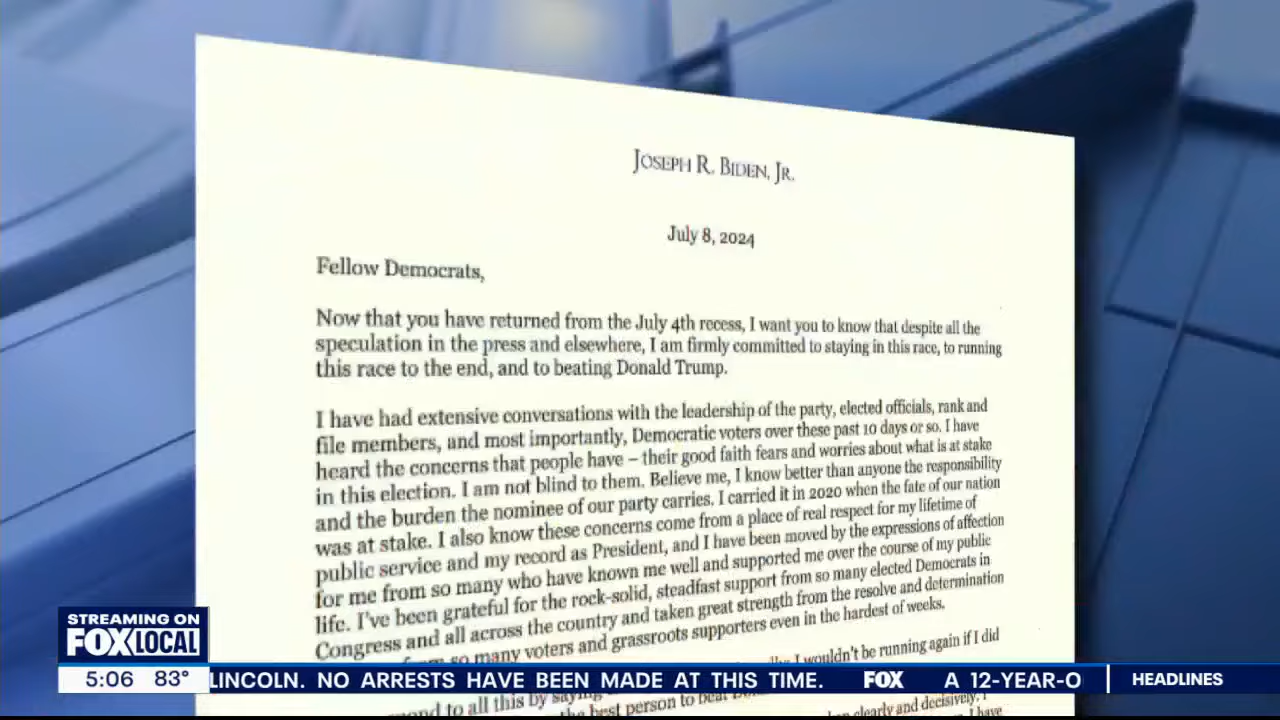 JOSEPH R. BIDEN, JR.
July 8, 2024
Fellow Democrats,
Now that you have returned from the July 4th recess, I want you to know that despite all the
speculation in the press and elsewhere, I am firmly committed to staying in this race, to running
this race to the end, and to beating Donald Trump.
I have had extensive conversations with the leadership of the party, elected officials, rank and
file members, and most importantly, Democratic voters over these past 10 days or so. I have
heard the concerns that people have – their good faith fears and worries about what is at stake
in this election. I am not blind to them. Believe me, I know better than anyone the responsibility
and the burden the nominee of our party carries. I carried it in 2020 when the fate of our nation
was at stake. I also know these concerns come from a place of real respect for my lifetime of
public service and my record as President, and I have been moved by the expressions of affection
for me from so many who have known me well and supported me over the course of my public
life. I've been grateful for the rock-solid, steadfast support from so many elected Democrats in
Congress and all across the country and taken great strength from the resolve and determination
so many voters and grassroots supporters even in the hardest of weeks.
I wouldn't be running again if I did
to all this by saying
the best person to beat
clearly and decisively. I
I have
STREAMING ON
FOX LOCAL
5:06 83° LINCOLN. NO ARRESTS HAVE BEEN MADE AT THIS TIME. FOX A 12-YEAR-O HEADLINES